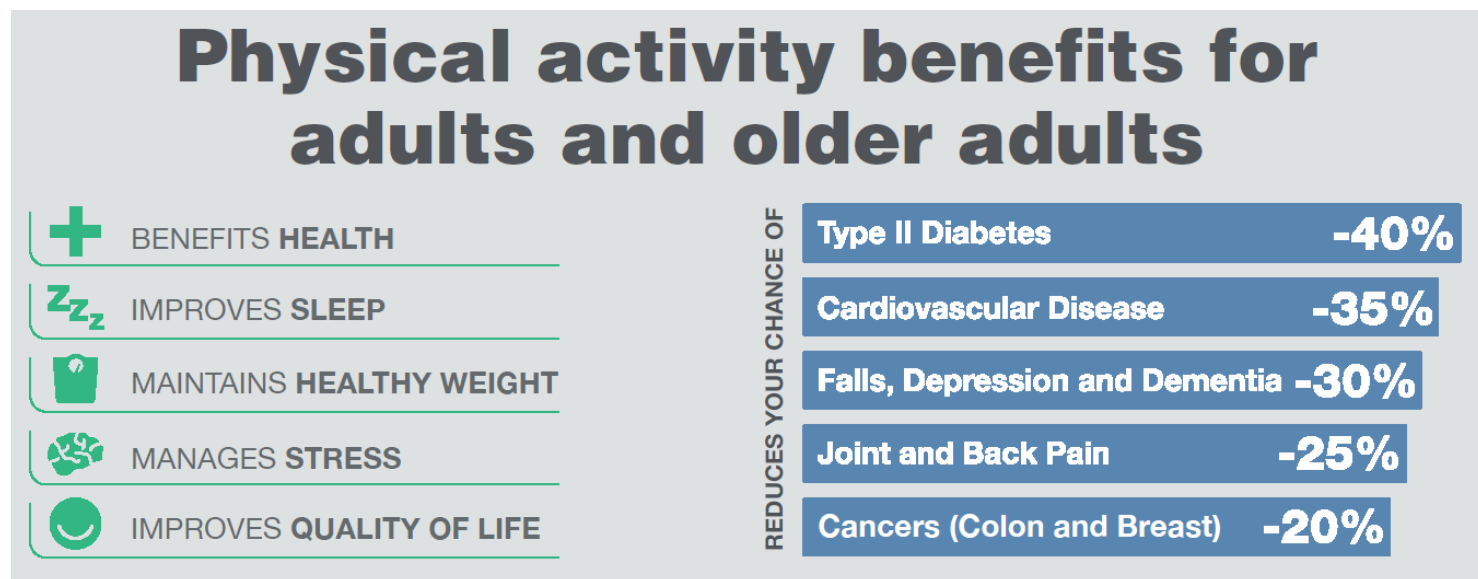 Physical activity benefits for
adults and older adults
BENEFITS HEALTH
zzz IMPROVES SLEEP
MAINTAINS HEALTHY WEIGHT
MANAGES STRESS
IMPROVES QUALITY OF LIFE
REDUCES YOUR CHANCE OF
Type II Diabetes -40%
Cardiovascular Disease -35%
Falls, Depression and Dementia -30%
Joint and Back Pain -25%
Cancers (Colon and Breast) -20%